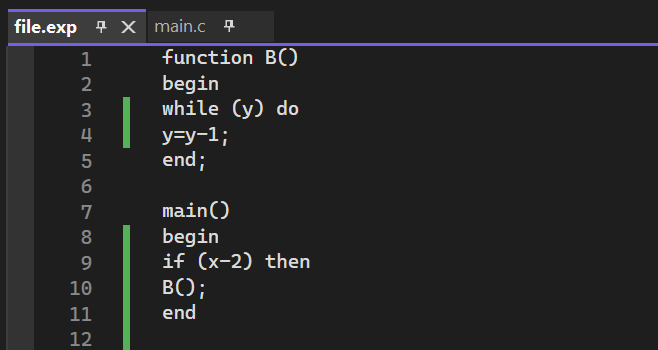 file.exp main.c
1 function B()
2 begin
3 while (y) do
4 y=y-1;
5 end;
6
7 main()
8 begin
9 if (x-2) then
10 B();
11 end
12